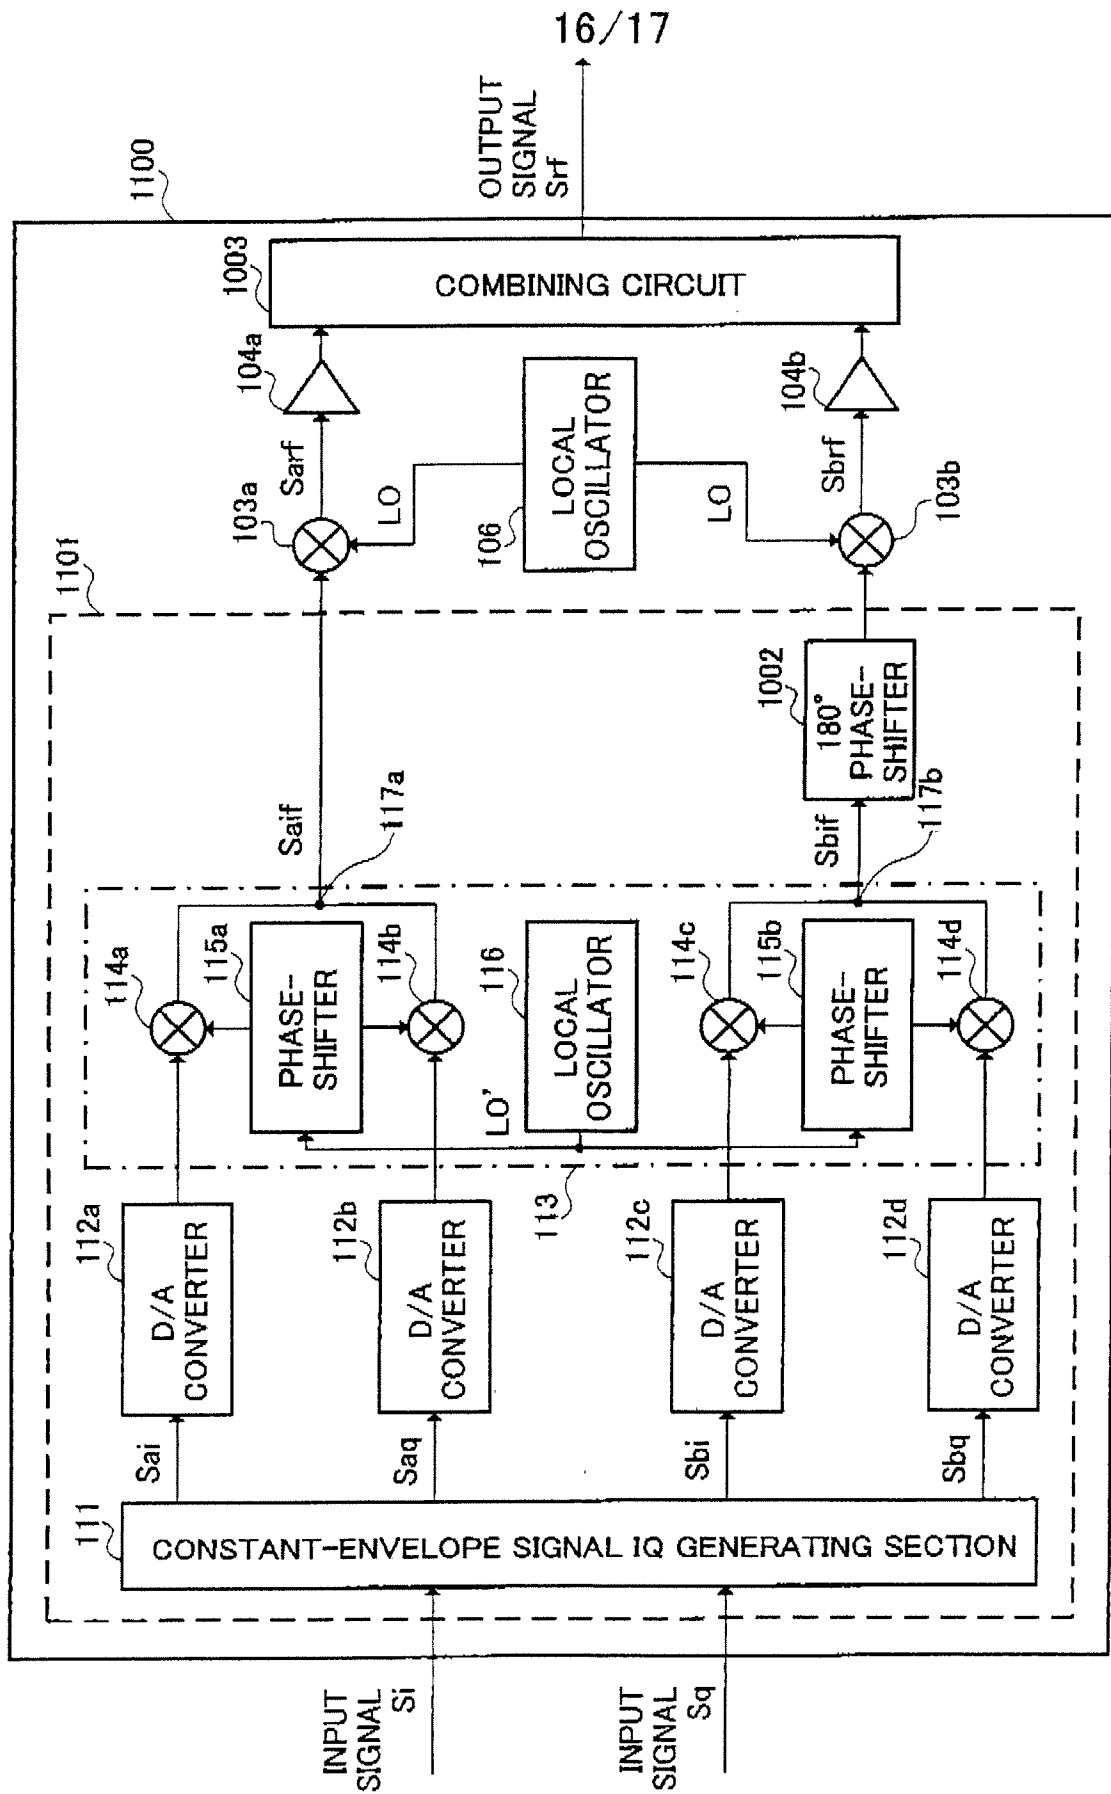 16/17
1100
OUTPUT
SIGNAL
Srf
1003
COMBINING CIRCUIT
104a
104b
Sarf
Sbrf
103a
103b
LO
LO
106
LOCAL
OSCILLATOR
1101
1002
180°
PHASE-
SHIFTER
Saif
117a
Sbif
117b
114a
115a
PHASE-
SHIFTER
114b
116
LOCAL
OSCILLATOR
LO'
114c
115b
PHASE-
SHIFTER
114d
113
112a
D/A
CONVERTER
112b
D/A
CONVERTER
112c
D/A
CONVERTER
112d
D/A
CONVERTER
Sai
Saq
Sbi
Sbq
111
CONSTANT-ENVELOPE SIGNAL IQ GENERATING SECTION
INPUT
SIGNAL
Si
INPUT
SIGNAL
Sq